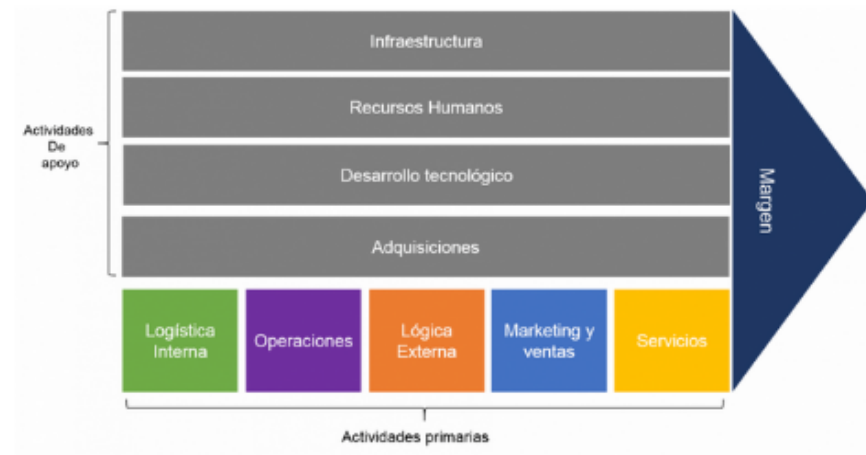 Infraestructura
Recursos Humanos
Actividades
De
apoyo
Desarrollo tecnológico
Adquisiciones
Margen
Logística
Interna
Operaciones
Lógica
Externa
Marketing y
ventas
Servicios
Actividades primarias